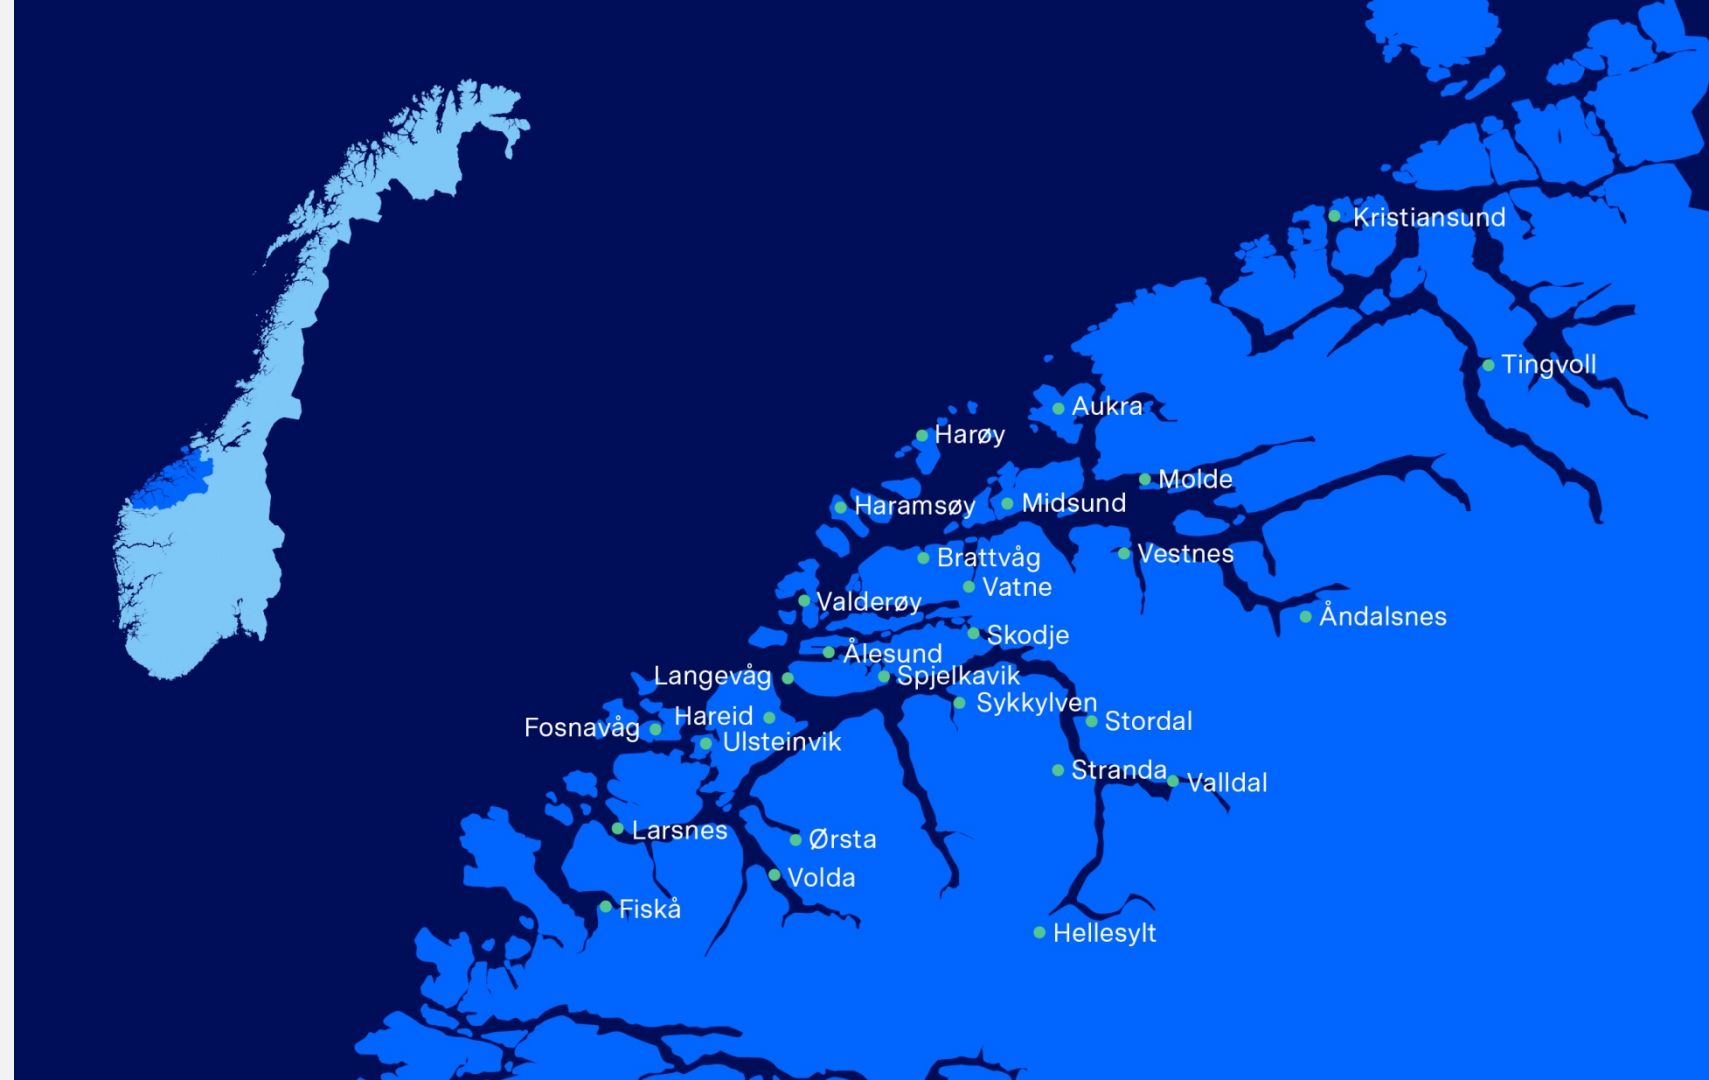 Kristiansund
Tingvoll
Aukra
Harøy
Molde
Midsund
Haramsøy
Brattvåg
Vestnes
Vatne
Valderøy
Åndalsnes
Skodje
Ålesund
Langevåg
Spjelkavik
Sykkylven
Hareid
Stordal
Fosnavåg
Ulsteinvik
Stranda
Valldal
Larsnes
Ørsta
Volda
Fiskå
Hellesylt